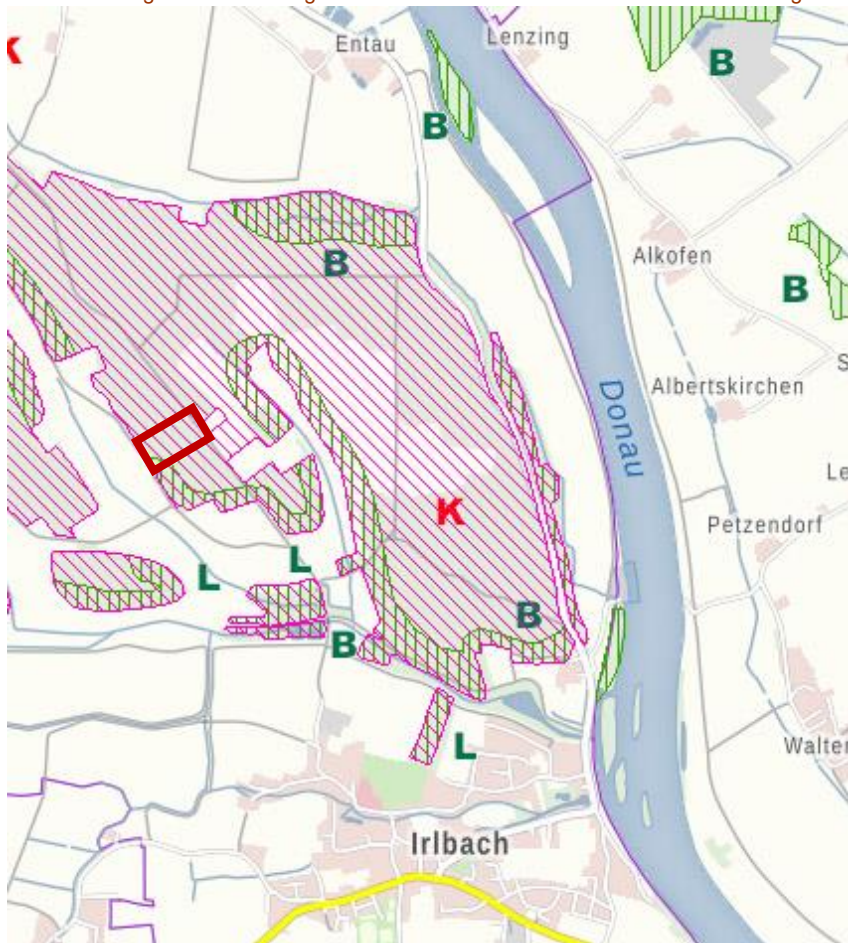 Entau
Lenzing
K
B
B
Alkofen
B
B
Donau
Albertskirchen
K
Petzendorf
L
L
B
B
L
Irlbach